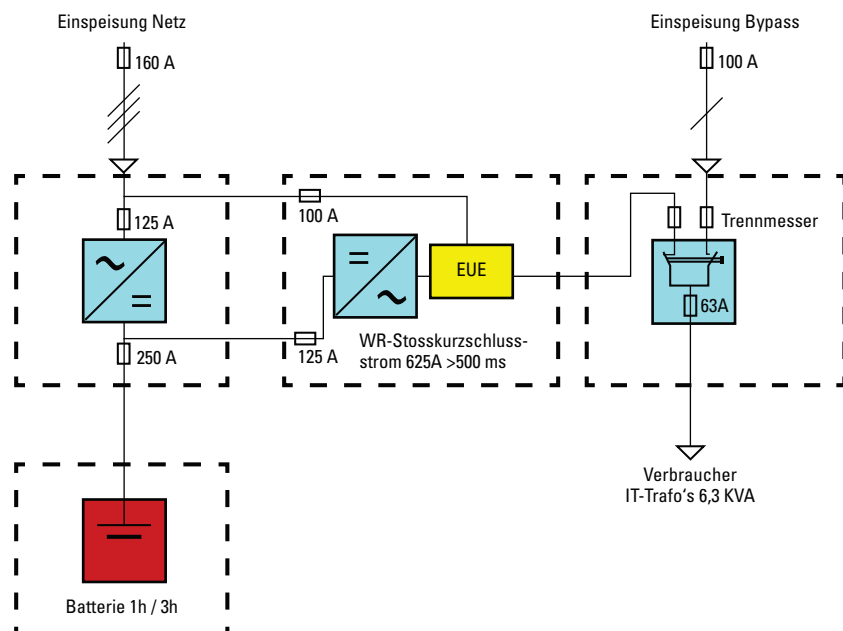 Einspeisung Netz
Einspeisung Bypass
160 A
100 A
125 A
100 A
Trennmesser
EUE
63A
250 A
125 A
WR-Stosskurzschluss-
strom 625A >500 ms
Verbraucher
IT-Trafo‘s 6,3 KVA
Batterie 1h / 3h